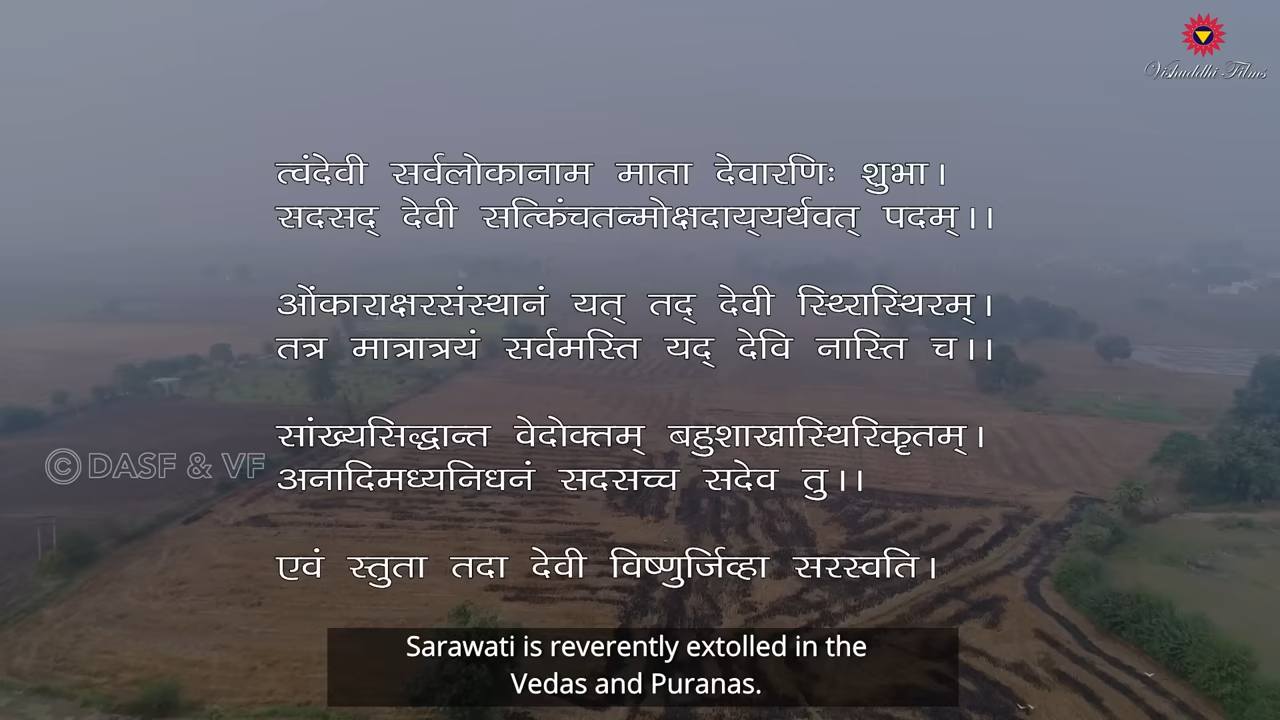 Vishuddhi Films
त्वंदेवी सर्वलोकानाम माता देवारणिः शुभा।
सदसद् देवी सत्किंचतन्मोक्षदाय्यर्थवत् पदम्।।
ओंकाराक्षरसंस्थानं यत् तद् देवी स्थिरास्थिरम्।
तत्र मात्रात्रयं सर्वमस्ति यद् देवि नास्ति च।।
सांख्यसिद्धान्त वेदोक्तम् बहुशाखास्थिरिकृतम्।
© DASF & VF
अनादिमध्यनिधनं सदसच्च सदेव तु।।
एवं स्तुता तदा देवी विष्णुर्जिव्हा सरस्वति।
Sarawati is reverently extolled in the
Vedas and Puranas.